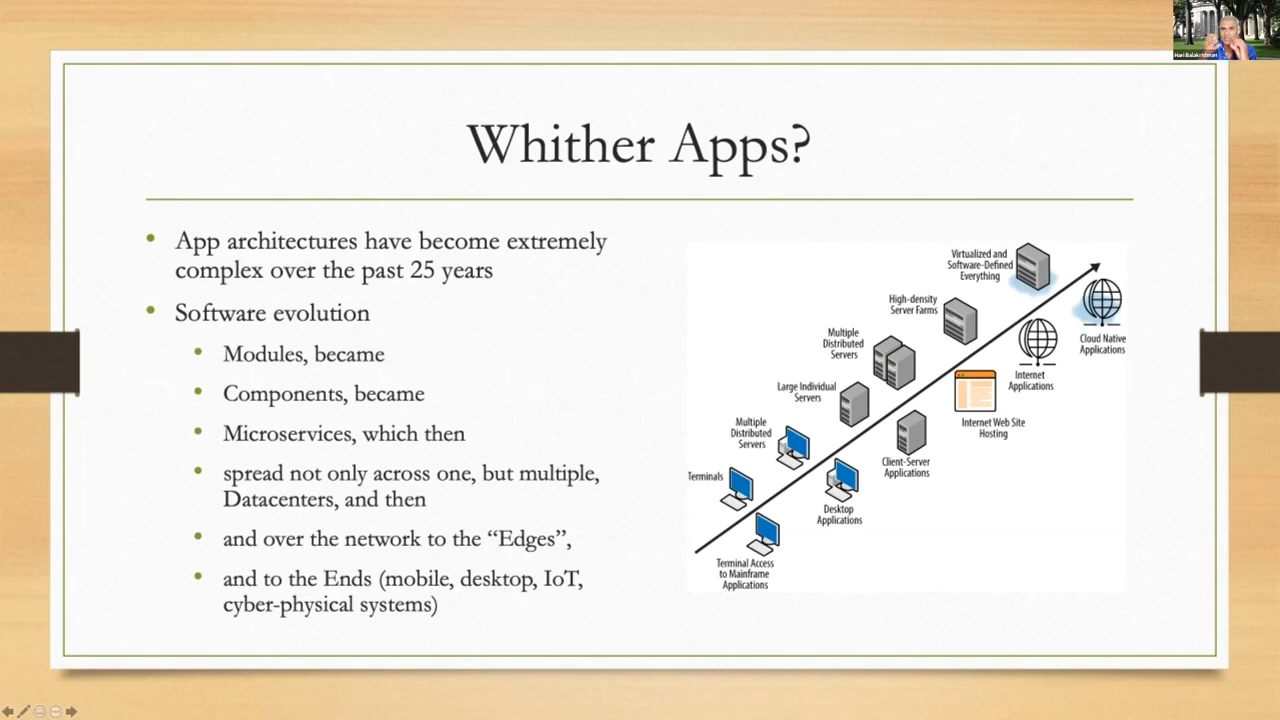 Hari Balakrishnan
Whither Apps?
• App architectures have become extremely
complex over the past 25 years
• Software evolution
• Modules, became
• Components, became
• Microservices, which then
• spread not only across one, but multiple,
Datacenters, and then
• and over the network to the “Edges”,
• and to the Ends (mobile, desktop, IoT,
cyber-physical systems)
Virtualized and
Software-Defined
Everything
High-density
Server Farms
Multiple
Distributed
Servers
Large Individual
Servers
Multiple
Distributed
Servers
Terminals
Cloud Native
Applications
Internet
Applications
Internet Web Site
Hosting
Client-Server
Applications
Desktop
Applications
Terminal Access
to Mainframe
Applications